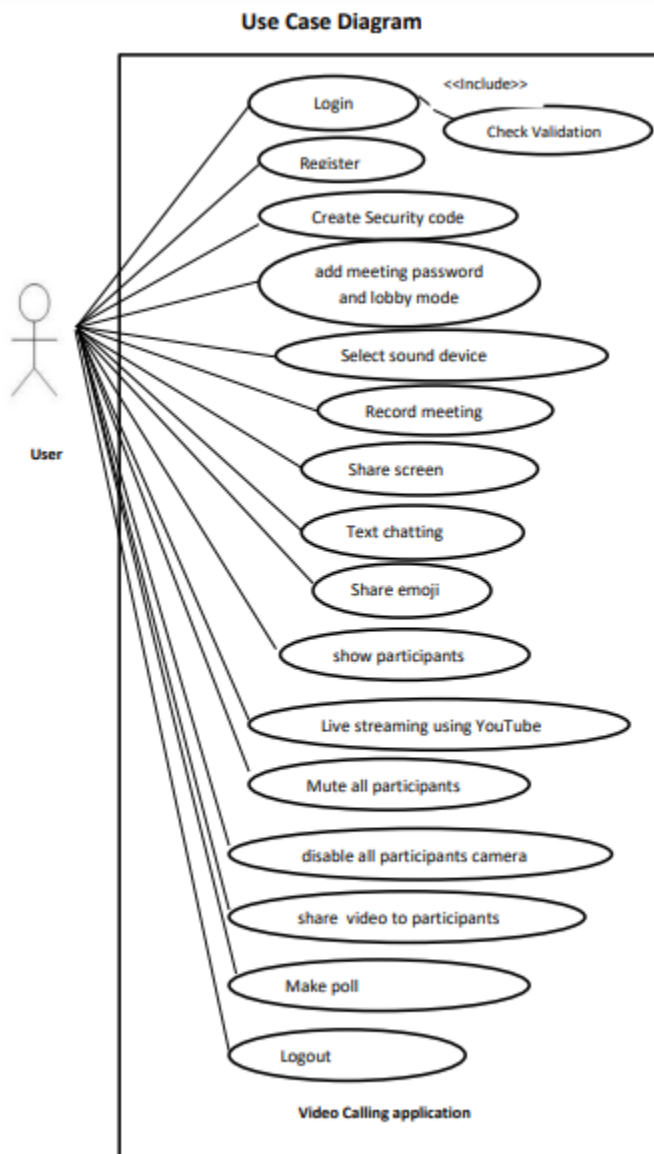 Use Case Diagram
<<Include>>
Login
Check Validation
Register
Create Security code
add meeting password
and lobby mode
Select sound device
Record meeting
User
Share screen
Text chatting
Share emoji
show participants
Live streaming using YouTube
Mute all participants
disable all participants camera
share video to participants
Make poll
Logout
Video Calling application